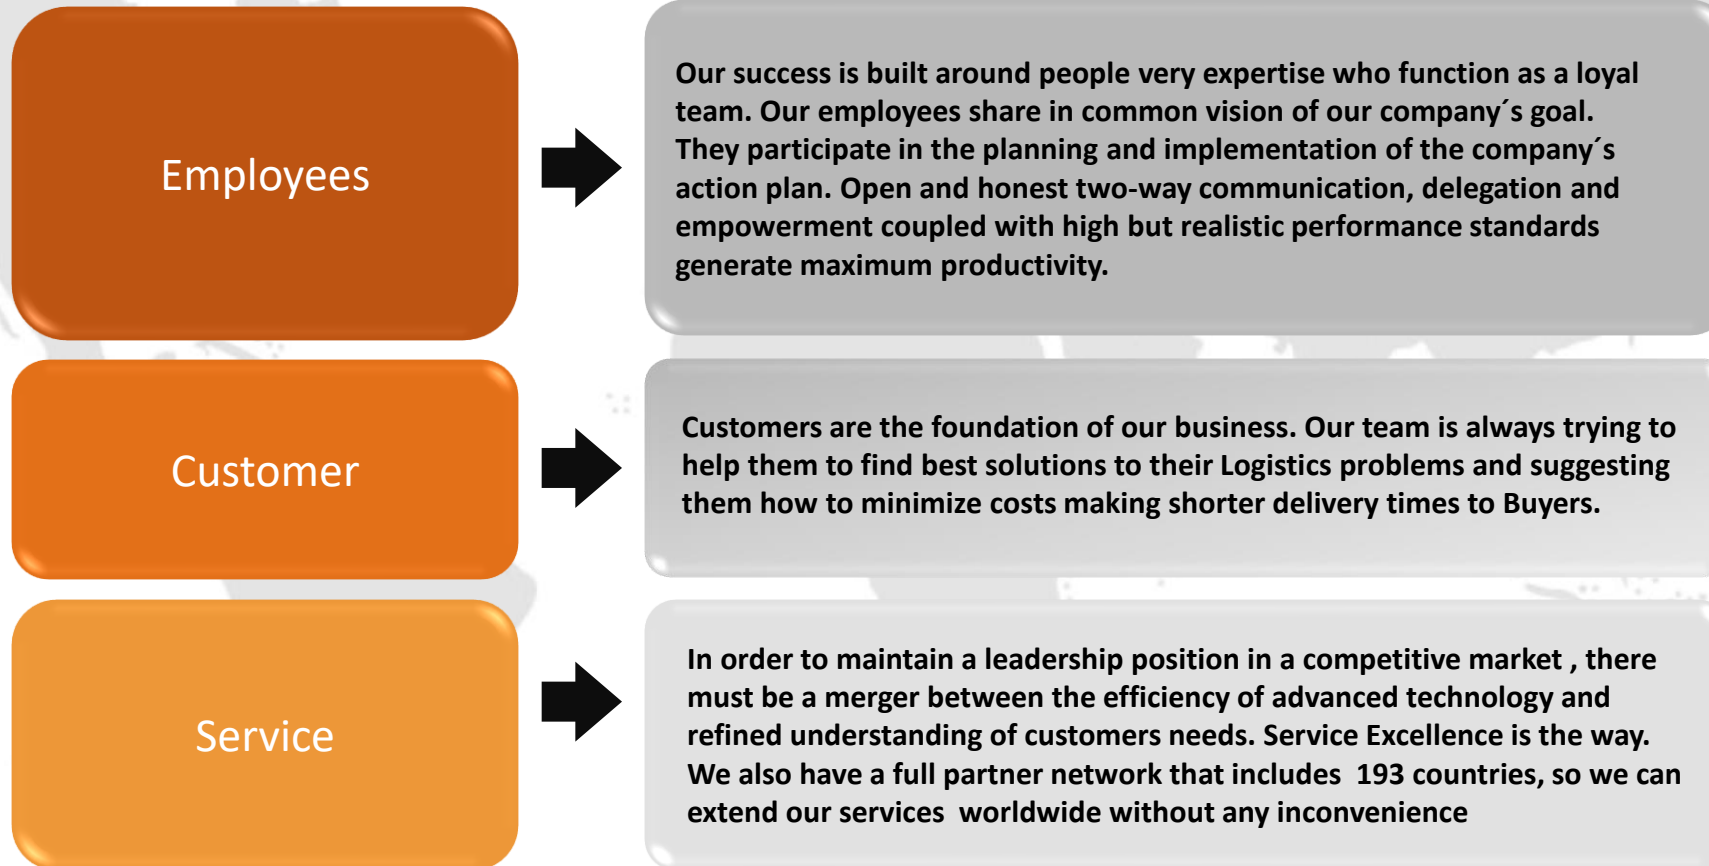 Employees
Our success is built around people very expertise who function as a loyal
team. Our employees share in common vision of our company´s goal.
They participate in the planning and implementation of the company´s
action plan. Open and honest two-way communication, delegation and
empowerment coupled with high but realistic performance standards
generate maximum productivity.
Customer
Customers are the foundation of our business. Our team is always trying to
help them to find best solutions to their Logistics problems and suggesting
them how to minimize costs making shorter delivery times to Buyers.
Service
In order to maintain a leadership position in a competitive market , there
must be a merger between the efficiency of advanced technology and
refined understanding of customers needs. Service Excellence is the way.
We also have a full partner network that includes  193 countries, so we can
extend our services  worldwide without any inconvenience